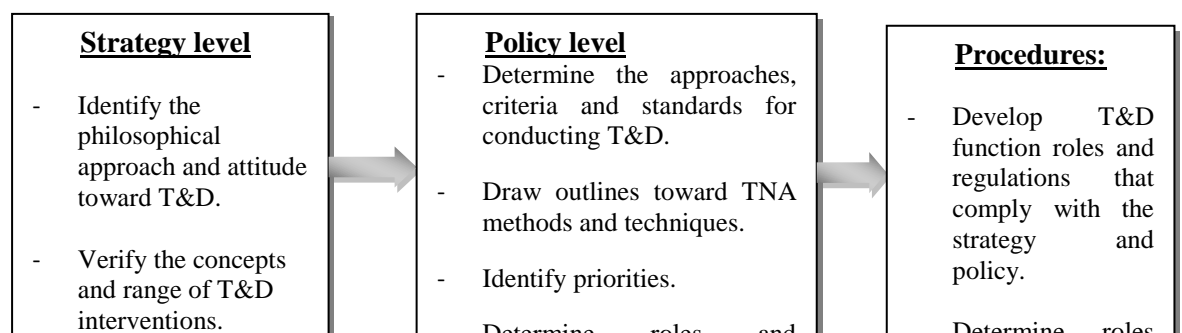 Strategy level
- Identify the
philosophical
approach and attitude
toward T&D.
- Verify the concepts
and range of T&D
interventions.
Policy level
- Determine the approaches,
criteria and standards for
conducting T&D.
- Draw outlines toward TNA
methods and techniques.
- Identify priorities.
Determine roles and
Procedures:
- Develop T&D
function roles and
regulations that
comply with the
strategy and
policy.
Determine roles